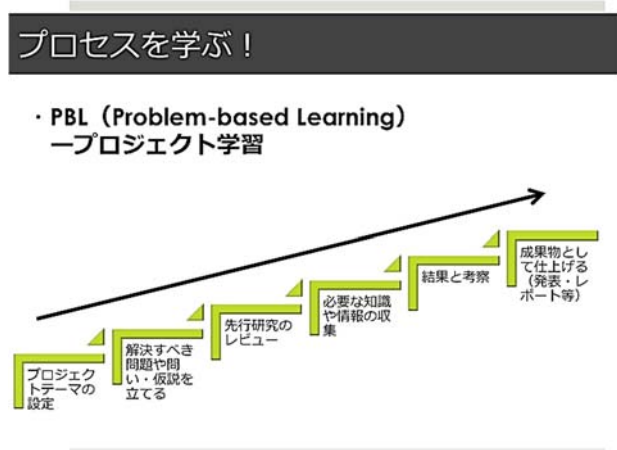 プロセスを学ぶ！
・PBL（Problem-based Learning）
ープロジェクト学習
プロジェク
トテーマの
設定
解決すべき
問題や問
い・仮説を
立てる
先行研究の
レビュー
必要な知識
や情報の収
集
結果と考察
成果物とし
て仕上げる
（発表・レ
ポート等）